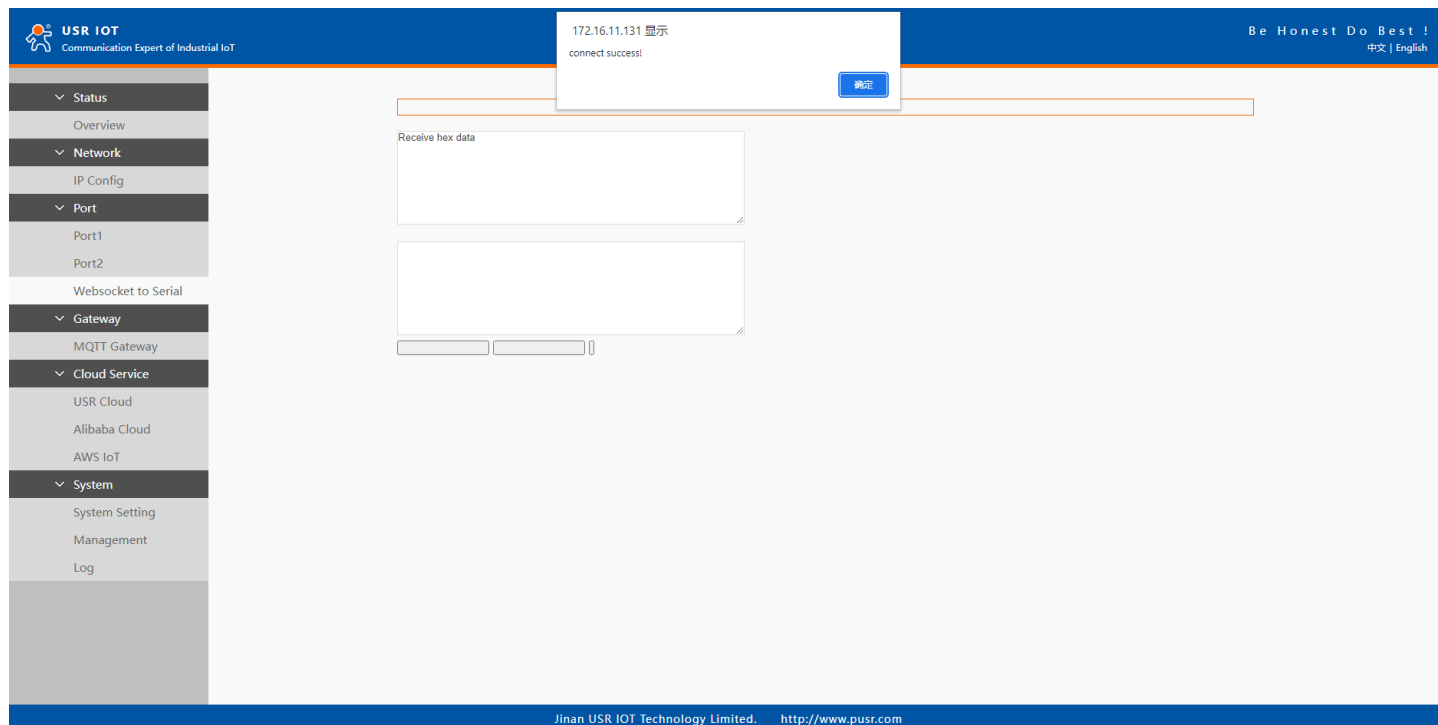 USR IOT
Communication Expert of Industrial IoT
172.16.11.131 显示
connect success!
确定
Be Honest Do Best !
中文 | English
Status
Overview
Network
IP Config
Port
Port1
Port2
Websocket to Serial
Gateway
MQTT Gateway
Cloud Service
USR Cloud
Alibaba Cloud
AWS IoT
System
System Setting
Management
Log
Receive hex data
Jinan USR IOT Technology Limited. http://www.pusr.com